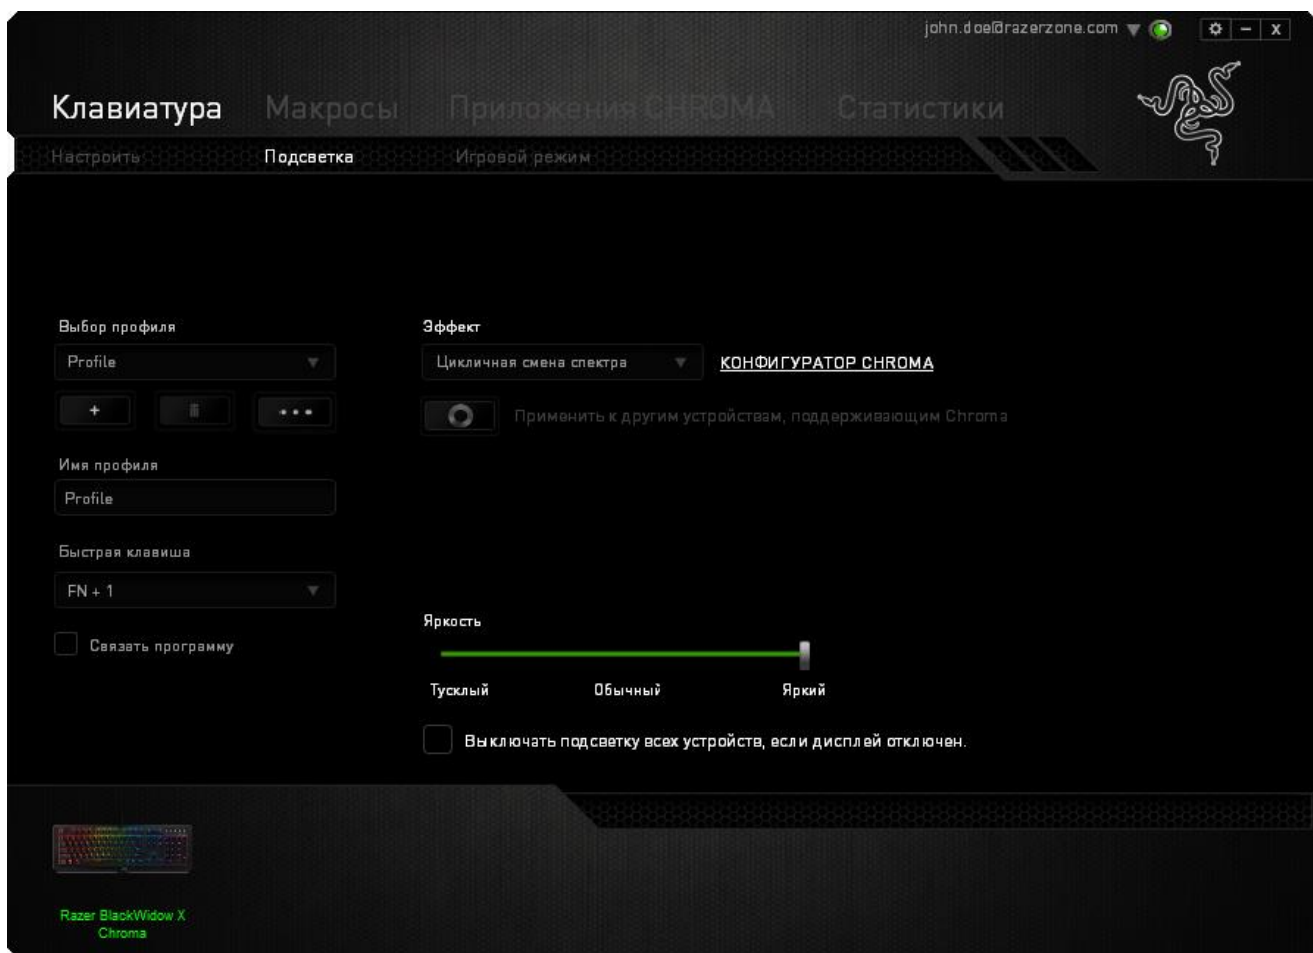 john.doe@razerzone.com
Клавиатура Макросы Приложения CHROMA Статистики
Настроить Подсветка Игровой режим
Выбор профиля
Profile
Имя профиля
Profile
Быстрая клавиша
FN + 1
Связать программу
Эффект
Цикличная смена спектра КОНФИГУРАТОР CHROMA
Применить к другим устройствам, поддерживающим Chroma
Яркость
Тусклый Обычный Яркий
Выключать подсветку всех устройств, если дисплей отключен.
Razer BlackWidow X
Chroma